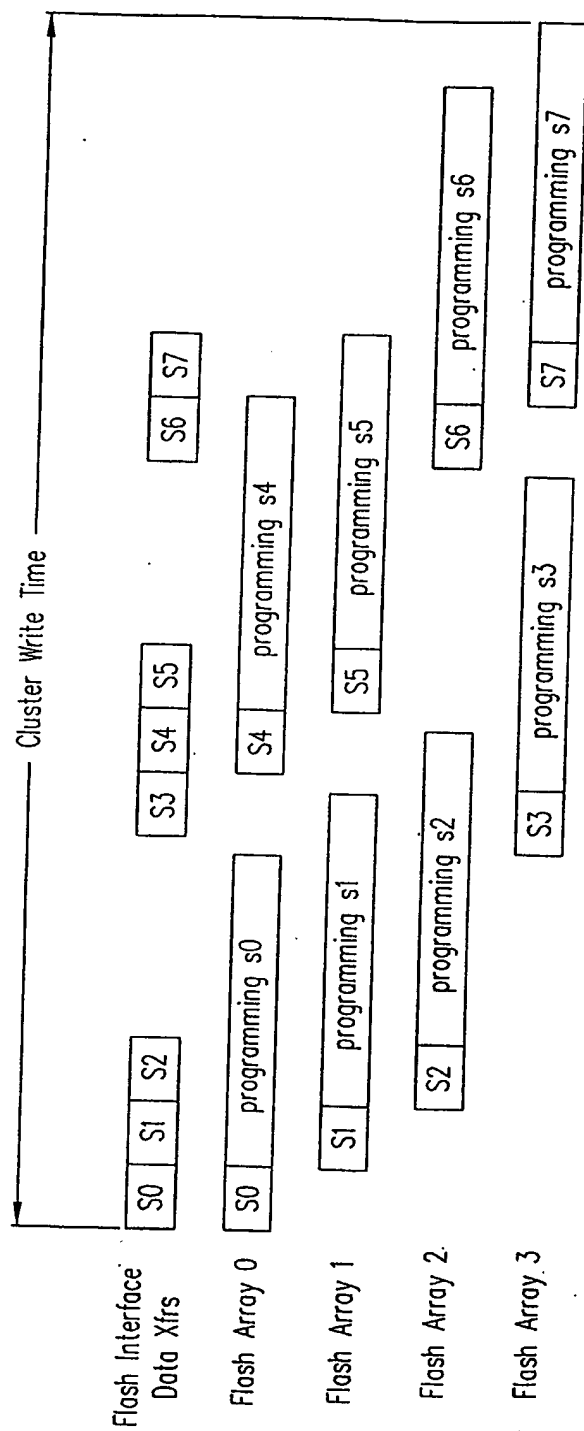 Cluster Write Time
Flash Interface
Data Xfrs
S0 S1 S2 S3 S4 S5 S6 S7
Flash Array 0
S0 programming s0 S4 programming s4
Flash Array 1
S1 programming s1 S5 programming s5
Flash Array 2
S2 programming s2 S6 programming s6
Flash Array 3
S3 programming s3 S7 programming s7